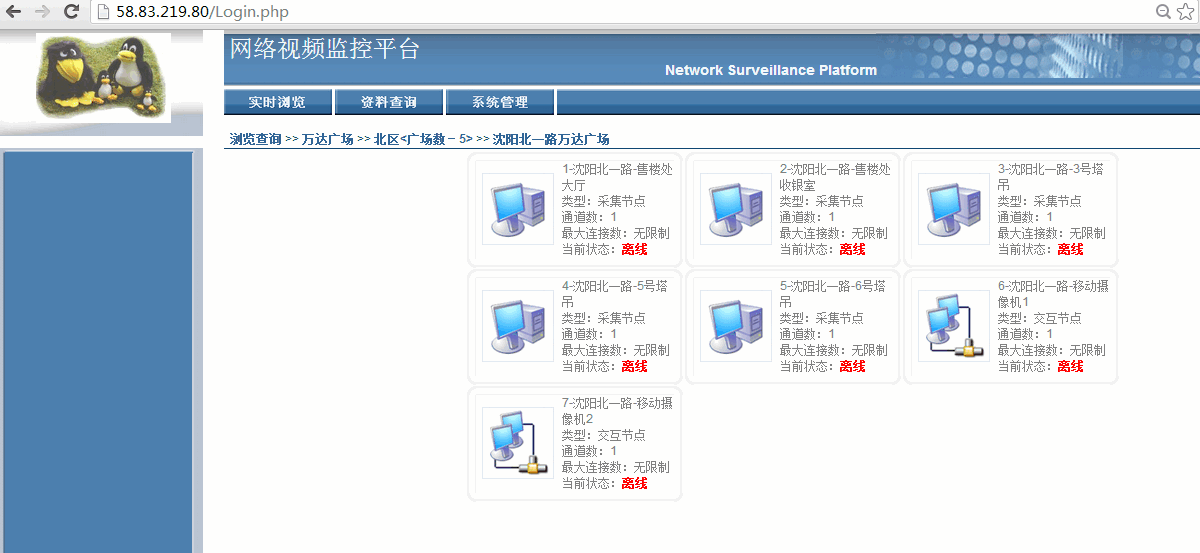 58.83.219.80/Login.php
网络视频监控平台
Network Surveillance Platform
实时浏览 资料查询 系统管理
浏览查询 >> 万达广场 >> 北区<广场数 - 5> >> 沈阳北一路万达广场
1-沈阳北一路-售楼处
大厅
类型：采集节点
通道数：1
最大连接数：无限制
当前状态：离线
2-沈阳北一路-售楼处
收银室
类型：采集节点
通道数：1
最大连接数：无限制
当前状态：离线
3-沈阳北一路-3号塔
吊
类型：采集节点
通道数：1
最大连接数：无限制
当前状态：离线
4-沈阳北一路-5号塔
吊
类型：采集节点
通道数：1
最大连接数：无限制
当前状态：离线
5-沈阳北一路-6号塔
吊
类型：采集节点
通道数：1
最大连接数：无限制
当前状态：离线
6-沈阳北一路-移动摄
像机1
类型：交互节点
通道数：1
最大连接数：无限制
当前状态：离线
7-沈阳北一路-移动摄
像机2
类型：交互节点
通道数：1
最大连接数：无限制
当前状态：离线